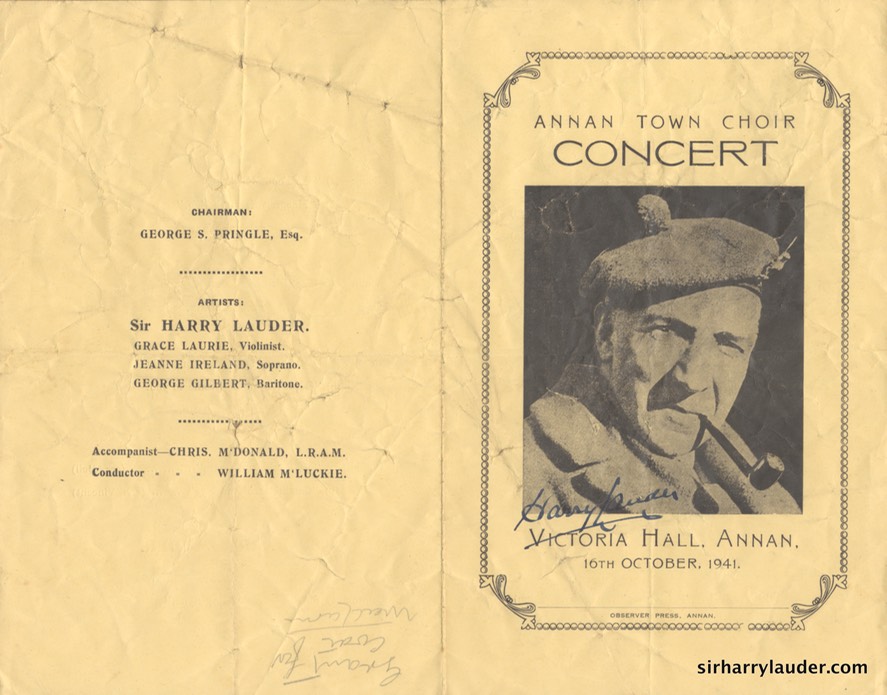 CHAIRMAN:
GEORGE S. PRINGLE, Esq.
ARTISTS:
Sir HARRY LAUDER.
GRACE LAURIE, Violinist.
JEANNE IRELAND, Soprano.
GEORGE GILBERT, Baritone.
Accompanist—CHRIS. M‘DONALD, L.R.A.M.
Conductor - - - WILLIAM M‘LUCKIE.
ANNAN TOWN CHOIR
CONCERT
Harry Lauder
VICTORIA HALL, ANNAN,
16TH OCTOBER, 1941.
OBSERVER PRESS, ANNAN.
sirharrylauder.com